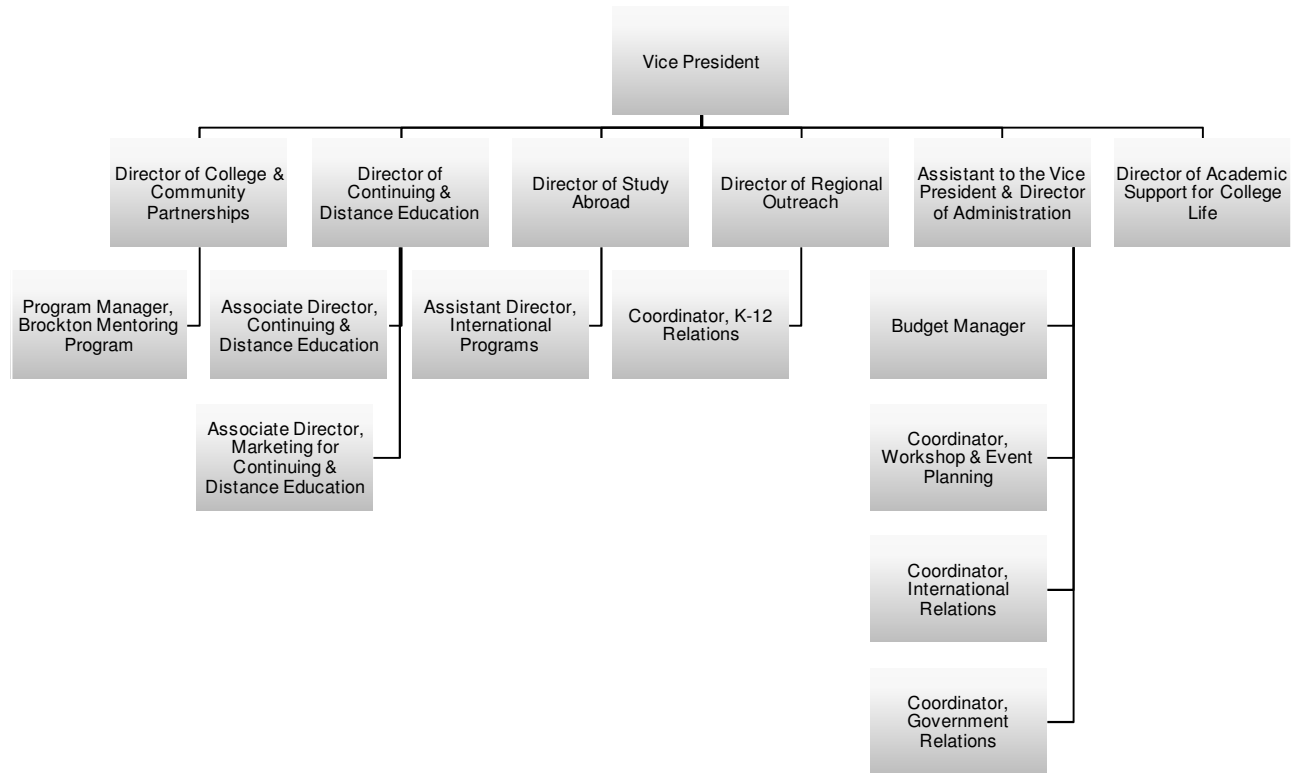 Vice President
Director of College &
Community
Partnerships
Director of
Continuing &
Distance Education
Director of Study
Abroad
Director of Regional
Outreach
Assistant to the Vice
President & Director
of Administration
Director of Academic
Support for College
Life
Program Manager,
Brockton Mentoring
Program
Associate Director,
Continuing &
Distance Education
Assistant Director,
International
Programs
Coordinator, K-12
Relations
Budget Manager
Associate Director,
Marketing for
Continuing &
Distance Education
Coordinator,
Workshop & Event
Planning
Coordinator,
International
Relations
Coordinator,
Government
Relations